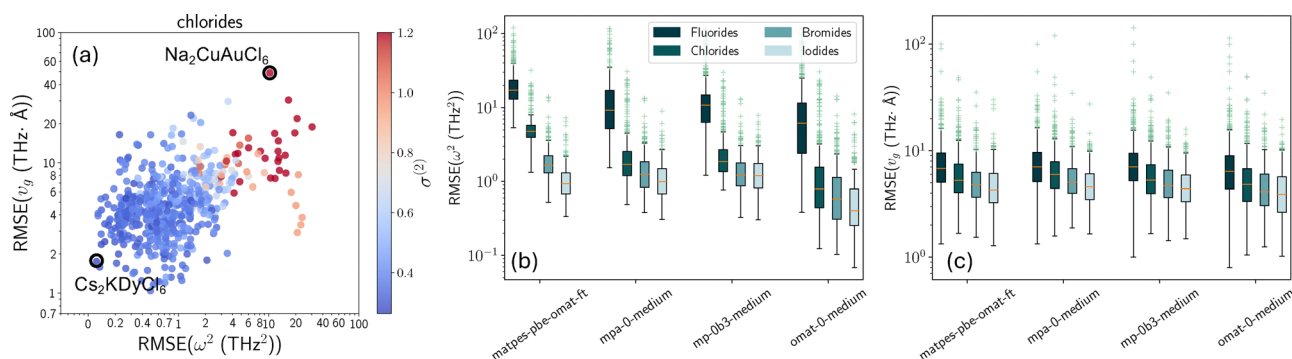 chlorides
(a)
Na₂CuAuCl₆
Cs₂KDyCl₆
RMSE(v_g (THz· Å))
100
60
40
20
10
8
6
4
2
1
0.7
0 0.2 0.4 0.7 1 2 4 6 8 10 20 40 60 100
RMSE(ω² (THz²))
1.2
1.0
0.8
0.6
0.4
σ⁽²⁾
RMSE(ω² (THz²))
10²
10¹
10⁰
10⁻¹
Fluorides
Chlorides
Bromides
Iodides
(b)
matpes-pbe-omat-ft
mpa-0-medium
mp-0b3-medium
omat-0-medium
RMSE(v_g (THz· Å))
10²
10¹
10⁰
(c)
matpes-pbe-omat-ft
mpa-0-medium
mp-0b3-medium
omat-0-medium